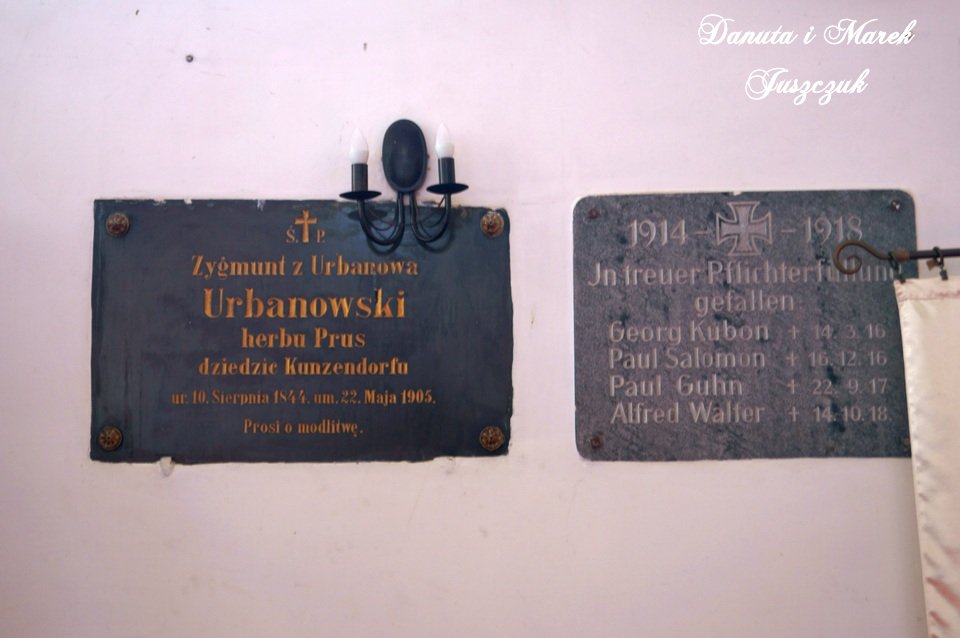 Danuta i Marek
Juszczuk
Ś. P.
Zygmunt z Urbanowa
Urbanowski
herbu Prus
dziedzic Kunzendorfu
ur. 10. Sierpnia 1844. um. 22. Maja 1905.
Prosi o modlitwę.
1914 - - 1918
Jn treuer Pflichterfüllung
gefallen
Georg Kubon + 14.3.16
Paul Salomon + 16.12.16
Paul Guhn + 22.9.17
Alfred Walter + 14.10.18